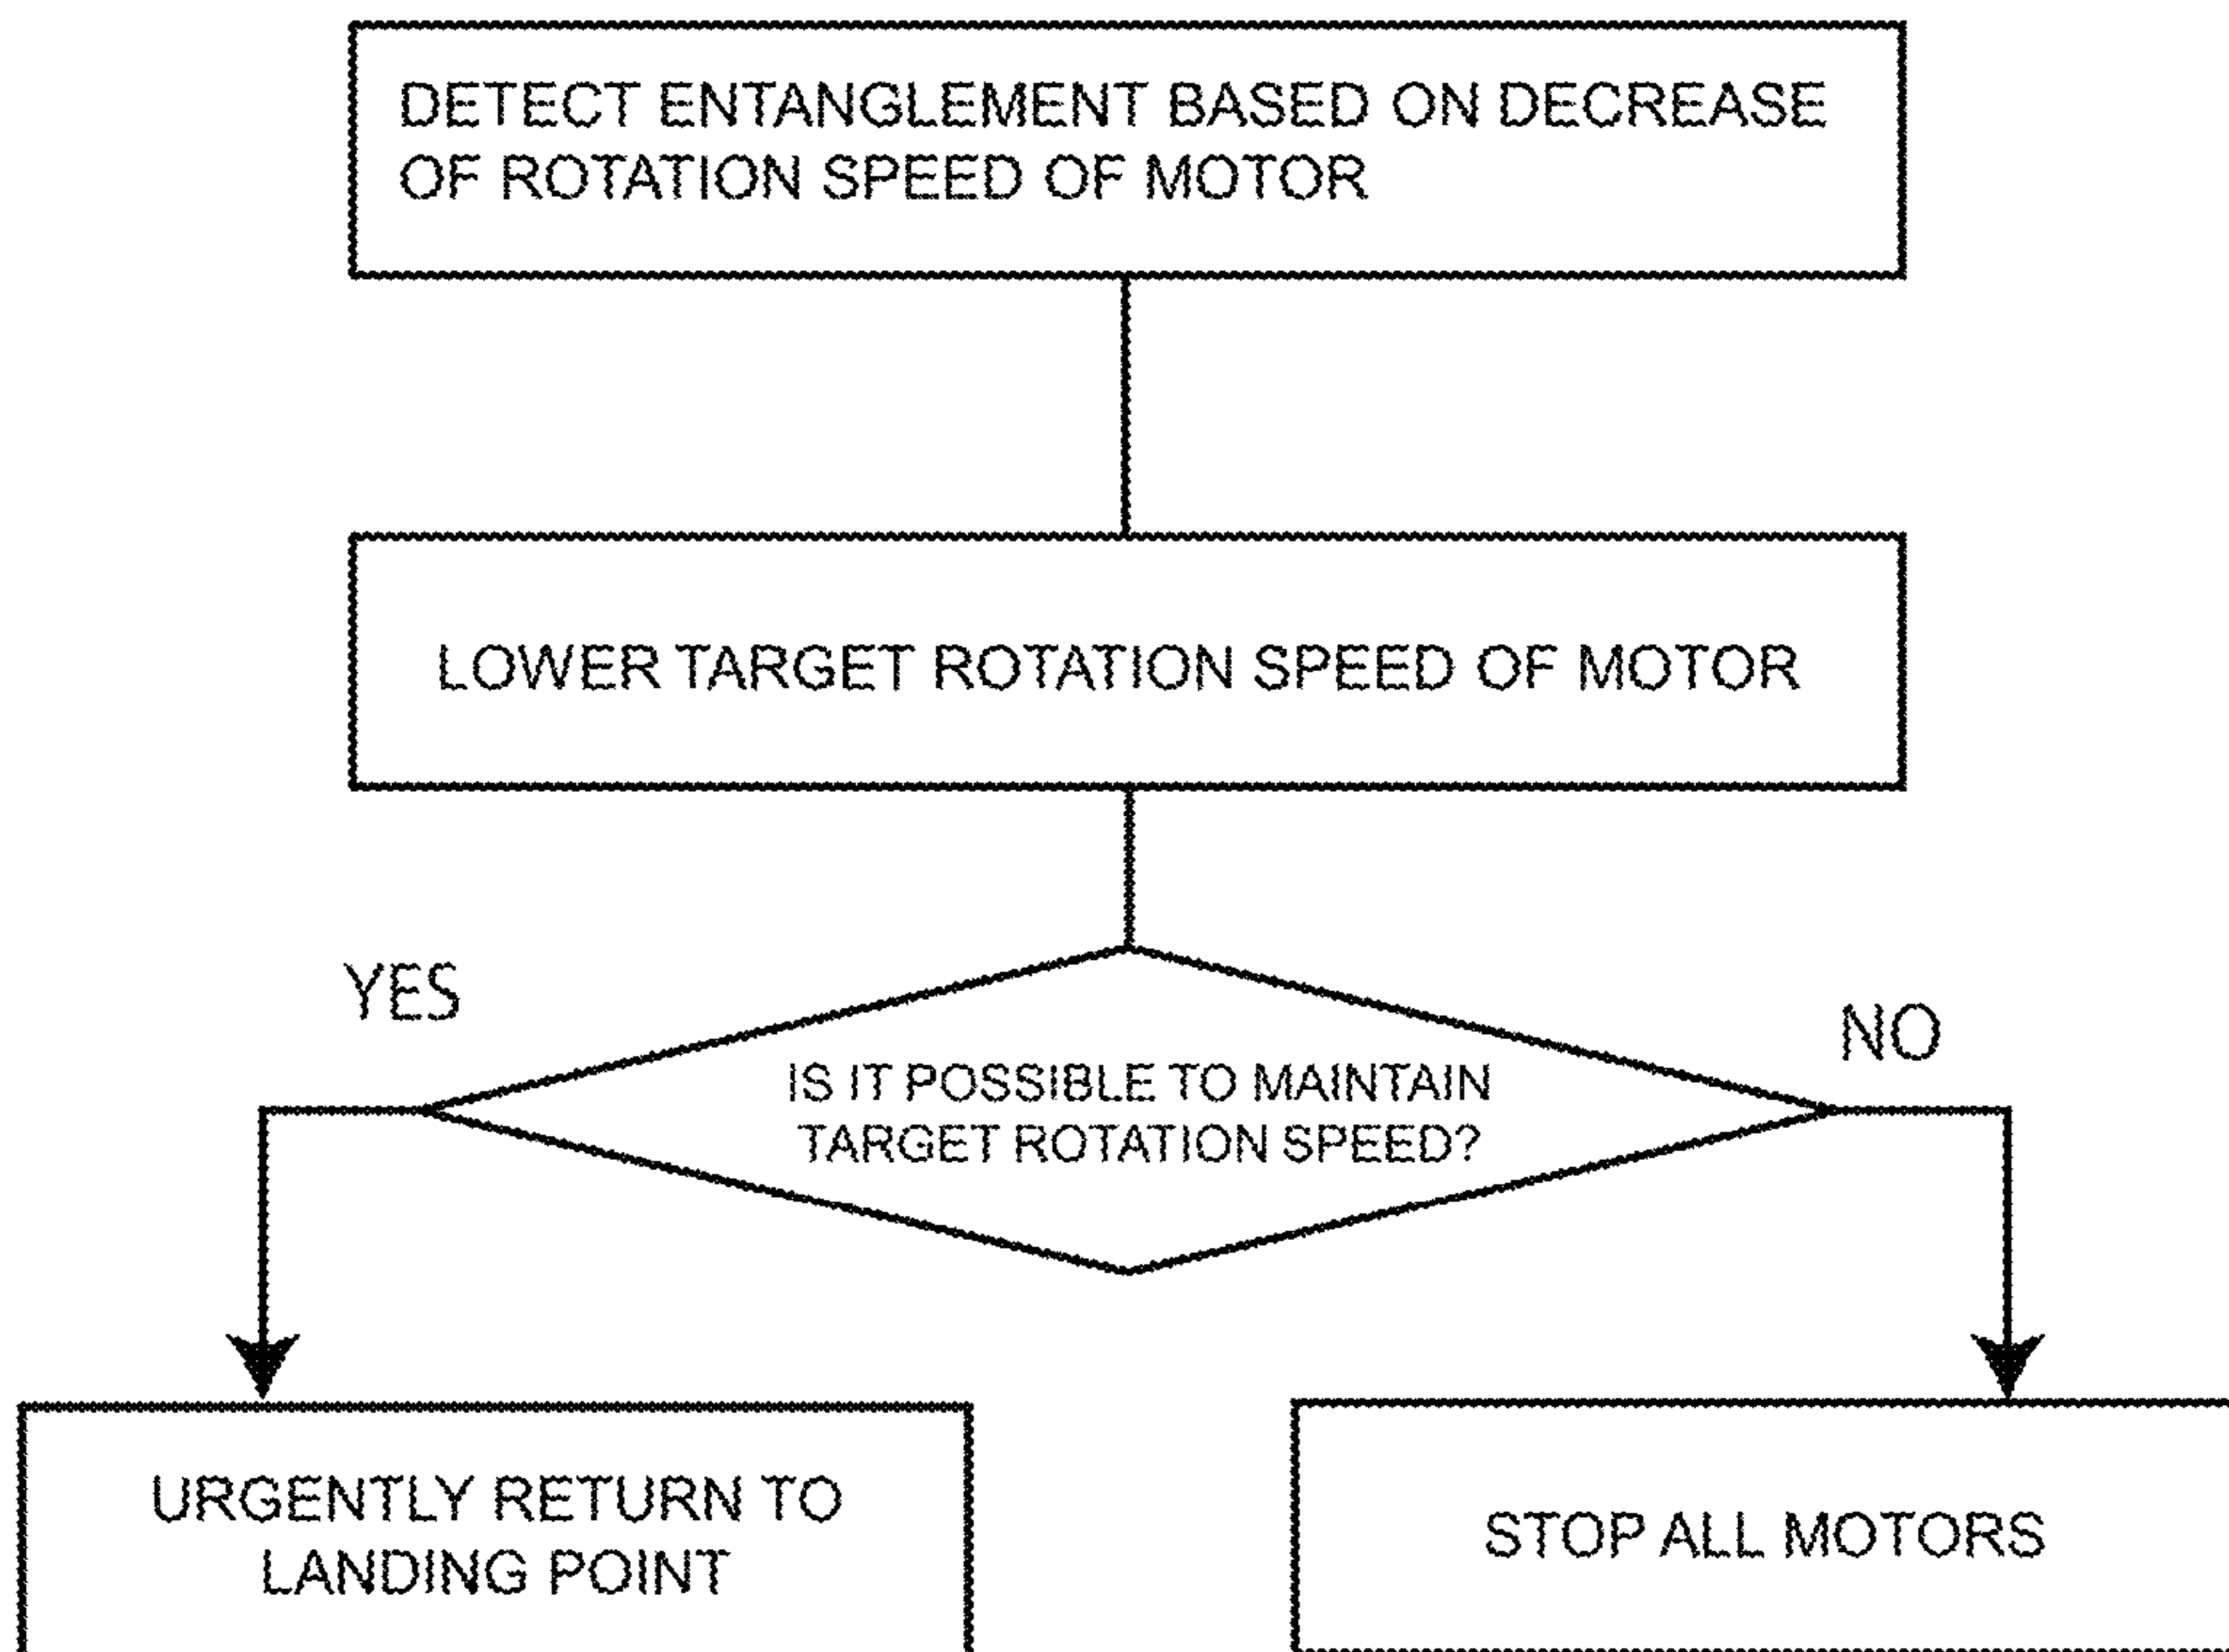 DETECT ENTANGLEMENT BASED ON DECREASE
OF ROTATION SPEED OF MOTOR
LOWER TARGET ROTATION SPEED OF MOTOR
YES
NO
IS IT POSSIBLE TO MAINTAIN
TARGET ROTATION SPEED?
URGENTLY RETURN TO
LANDING POINT
STOP ALL MOTORS